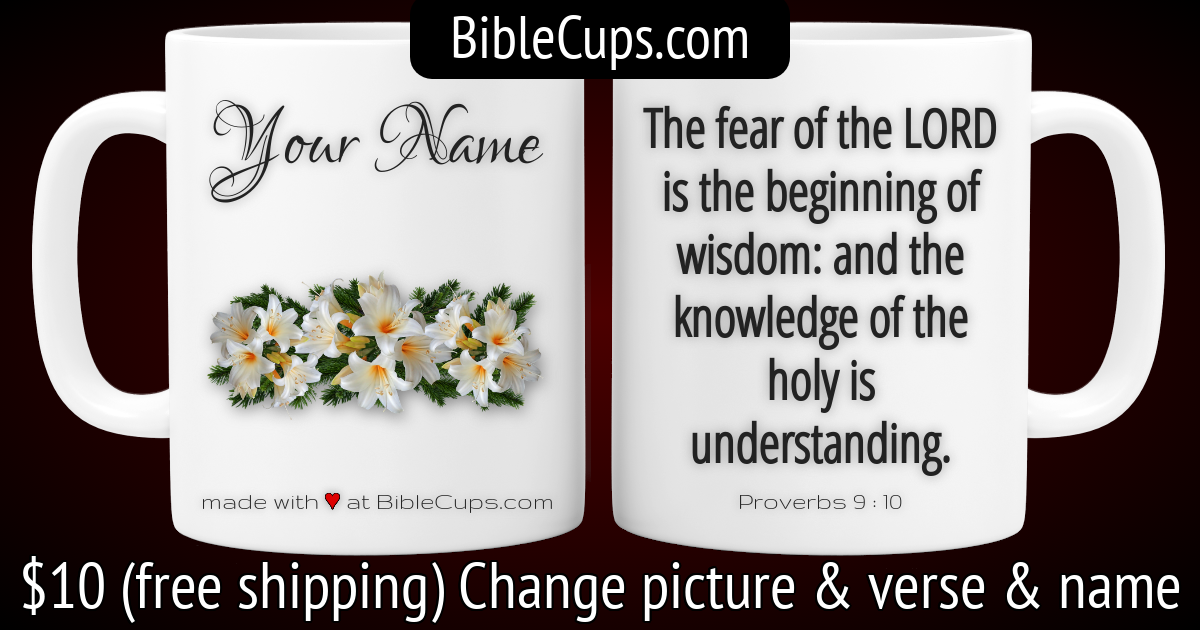 BibleCups.com
Your Name
made with ♥ at BibleCups.com
The fear of the LORD
is the beginning of
wisdom: and the
knowledge of the
holy is
understanding.
Proverbs 9 : 10
$10 (free shipping) Change picture & verse & name